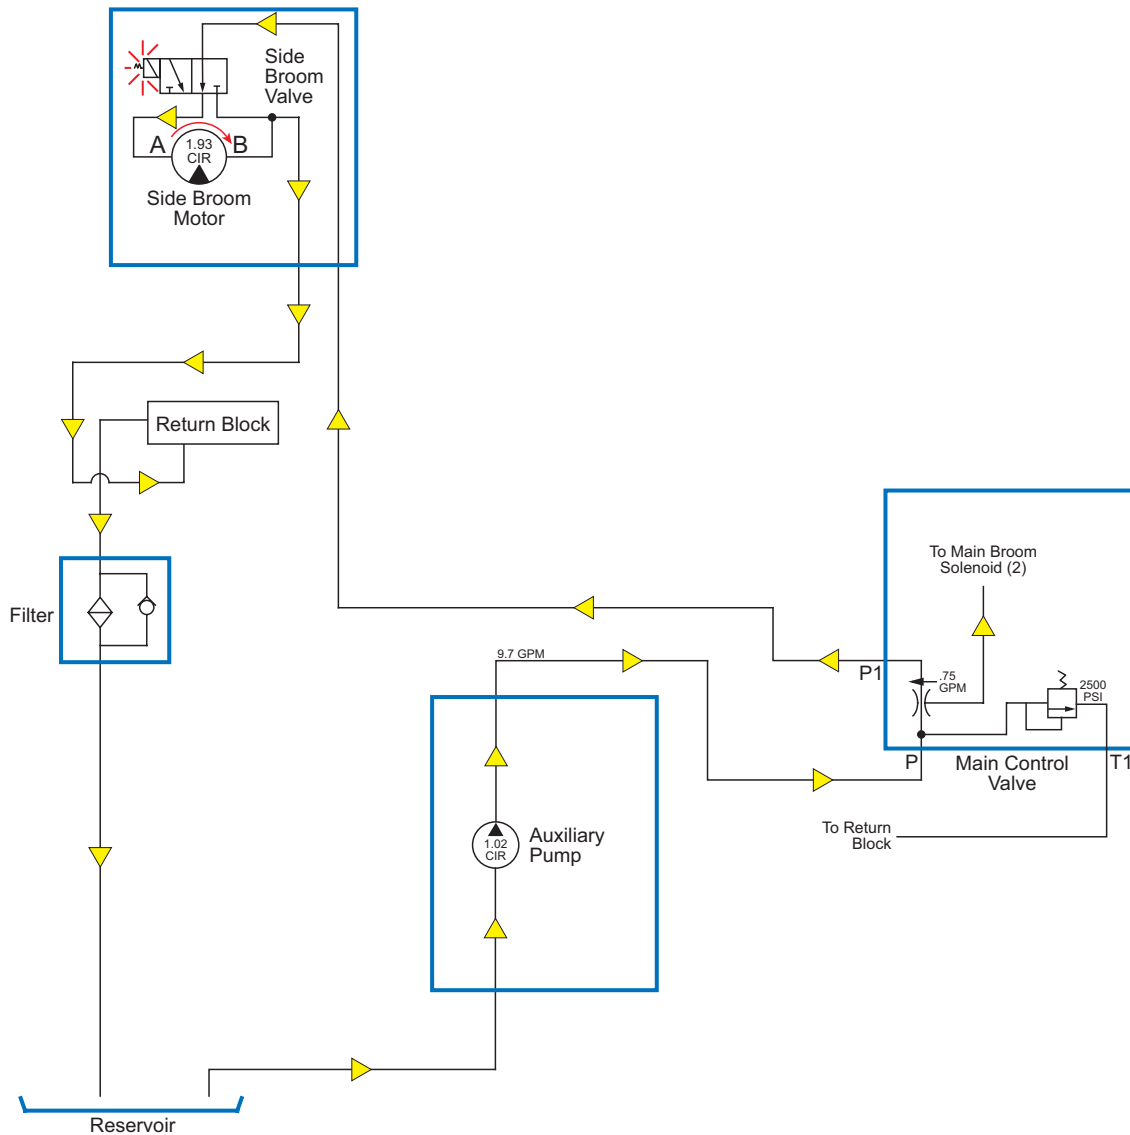 Side
Broom
Valve
A
B
1.93
CIR
Side Broom
Motor
Return Block
Filter
To Main Broom
Solenoid (2)
9.7 GPM
P1
.75
GPM
2500
PSI
P
Main Control
Valve
T1
To Return
Block
1.02
CIR
Auxiliary
Pump
Reservoir